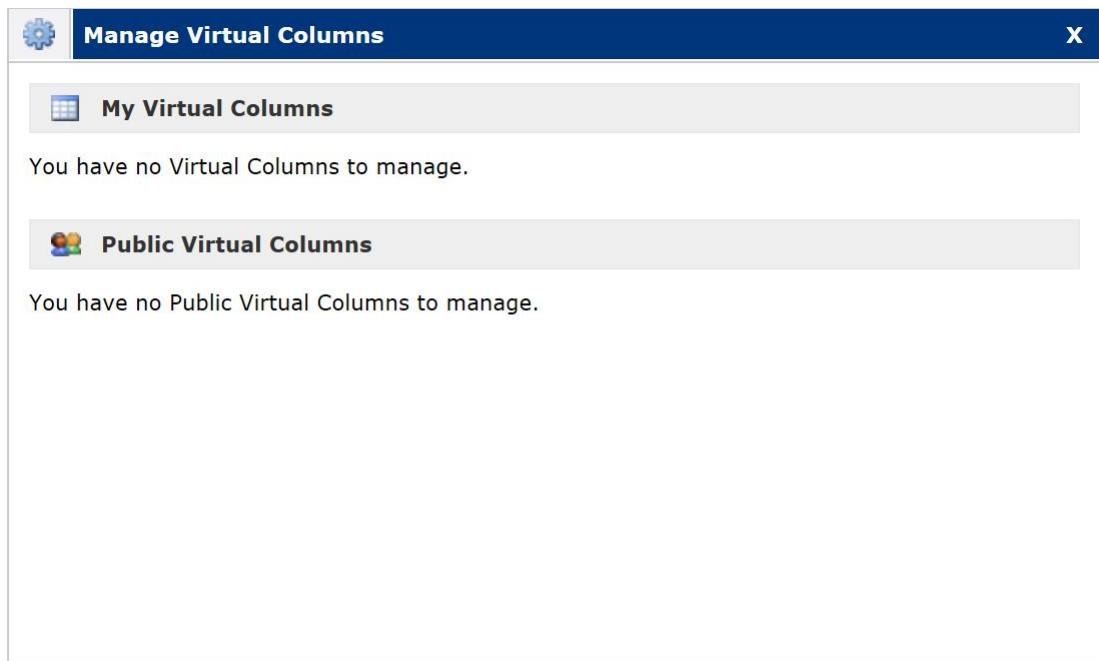 Manage Virtual Columns X
My Virtual Columns
You have no Virtual Columns to manage.
Public Virtual Columns
You have no Public Virtual Columns to manage.